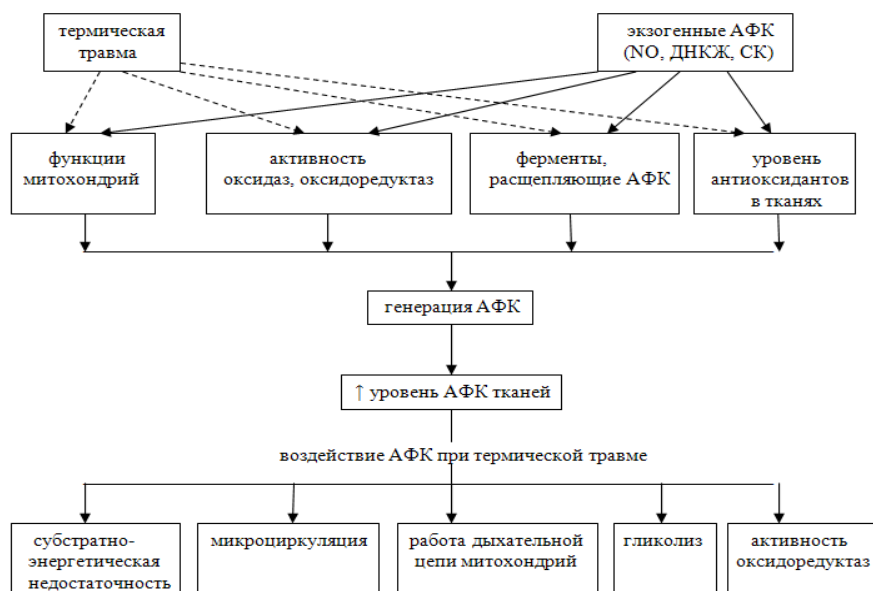 термическая
травма
экзогенные АФК
(NO, ДНКЖ, СК)
функции
митохондрий
активность
оксидаз, оксидоредуктаз
ферменты,
расщепляющие АФК
уровень
антиоксидантов
в тканях
генерация АФК
↑ уровень АФК тканей
воздействие АФК при термической травме
субстратно-
энергетическая
недостаточность
микроциркуляция
работа дыхательной
цепи митохондрий
гликолиз
активность
оксидоредуктаз